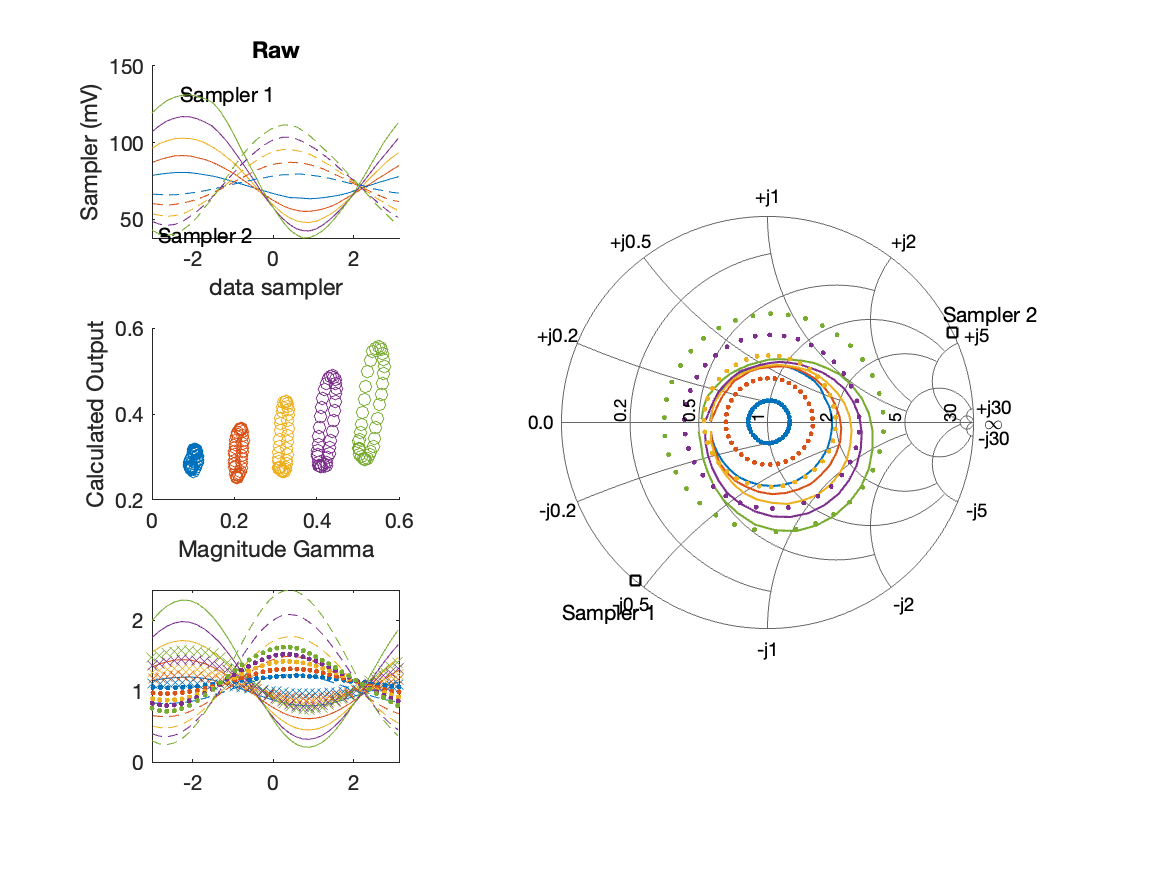 Raw
150
100
50
Sampler (mV)
Sampler 1
Sampler 2
-2
0
2
data sampler
0.6
0.4
0.2
Calculated Output
0
0.2
0.4
0.6
Magnitude Gamma
2
1
0
-2
0
2
+j1
+j0.5
+j2
+j0.2
Sampler 2
+j5
0.0
0.2
0.5
1
2
5
30
+j30
∞
-j30
-j0.2
-j5
-j0.5
Sampler 1
-j2
-j1